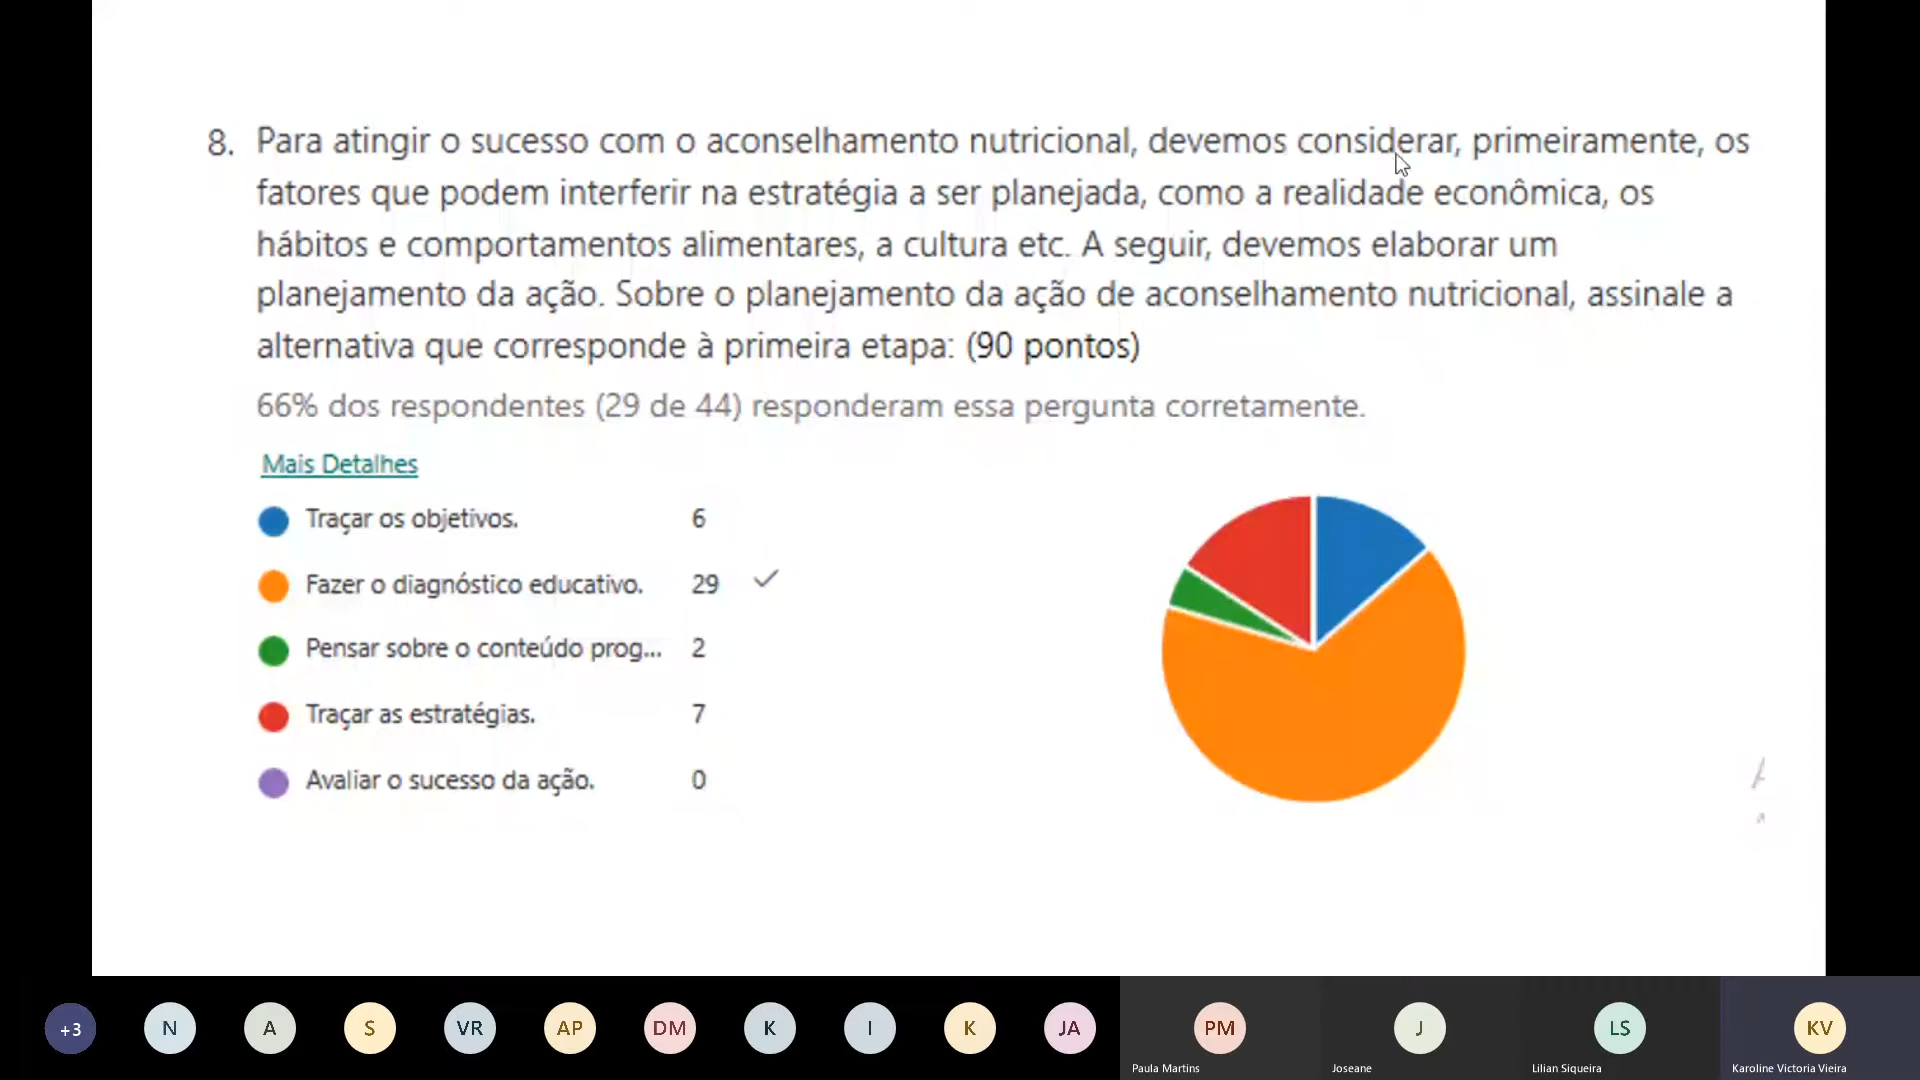 8. Para atingir o sucesso com o aconselhamento nutricional, devemos considerar, primeiramente, os
fatores que podem interferir na estratégia a ser planejada, como a realidade econômica, os
hábitos e comportamentos alimentares, a cultura etc. A seguir, devemos elaborar um
planejamento da ação. Sobre o planejamento da ação de aconselhamento nutricional, assinale a
alternativa que corresponde à primeira etapa: (90 pontos)
66% dos respondentes (29 de 44) responderam essa pergunta corretamente.
Mais Detalhes
Traçar os objetivos. 6
Fazer o diagnóstico educativo. 29
Pensar sobre o conteúdo prog... 2
Traçar as estratégias. 7
Avaliar o sucesso da ação. 0
+3 N A S VR AP DM K I K JA PM J LS KV
Paula Martins Joseane Lilian Siqueira Karoline Victoria Vieira